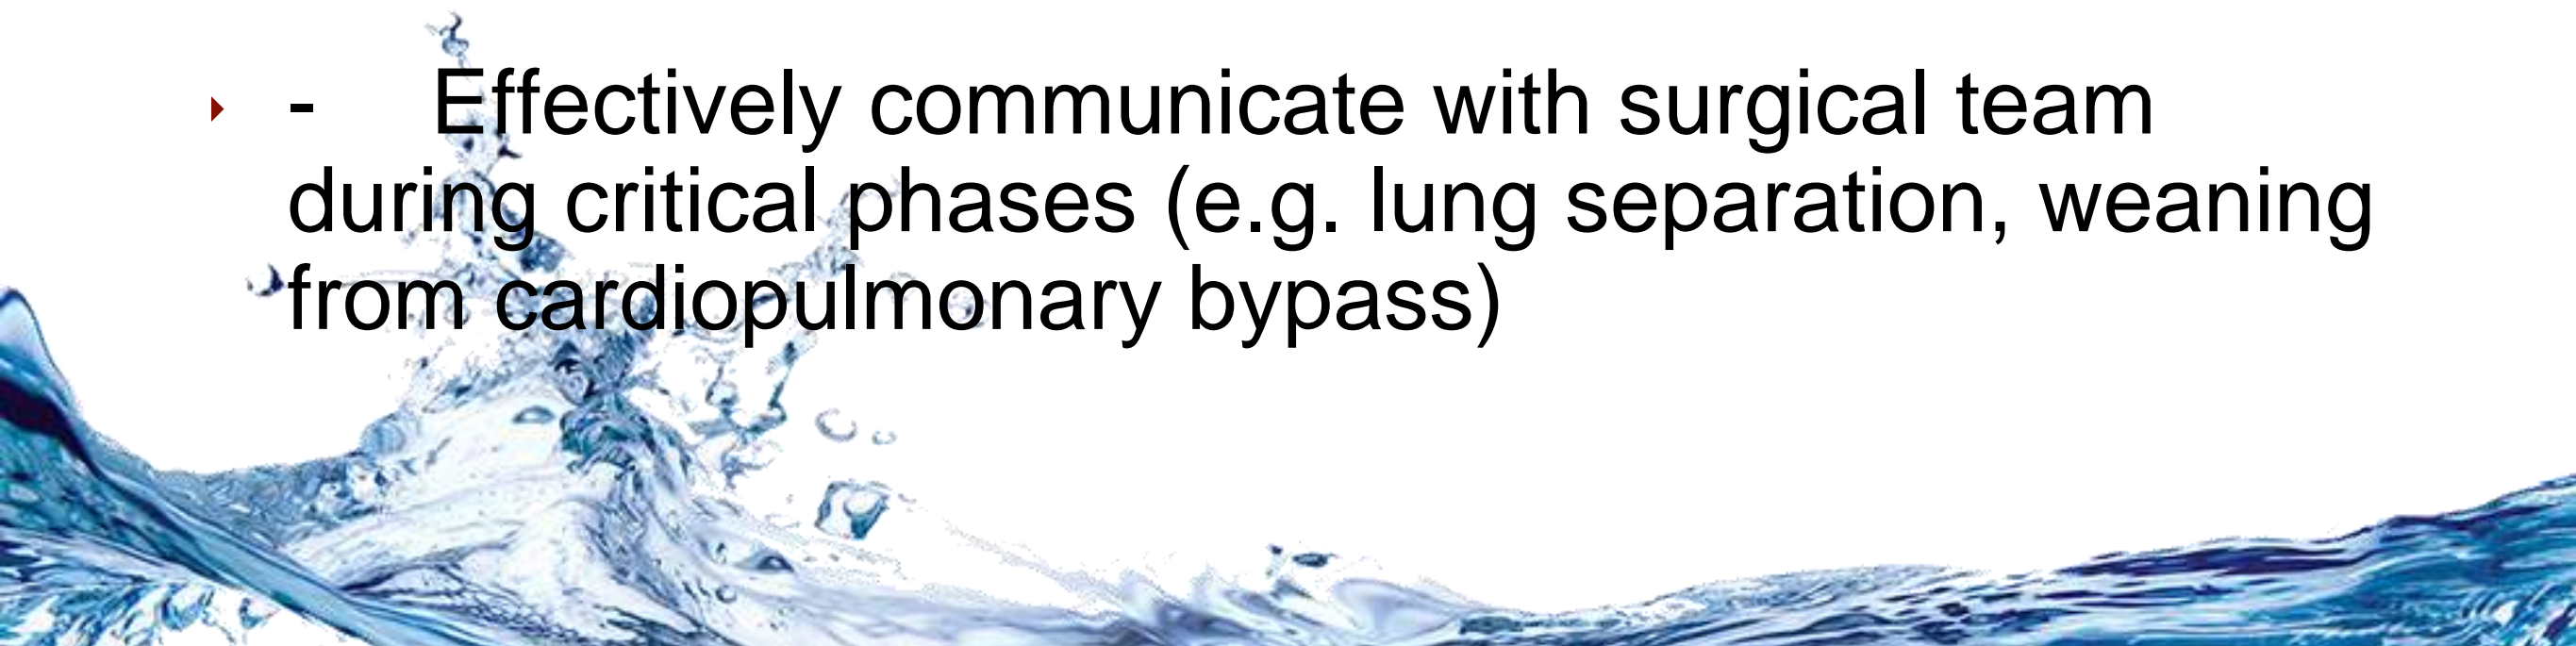 - Effectively communicate with surgical team
during critical phases (e.g. lung separation, weaning
from cardiopulmonary bypass)